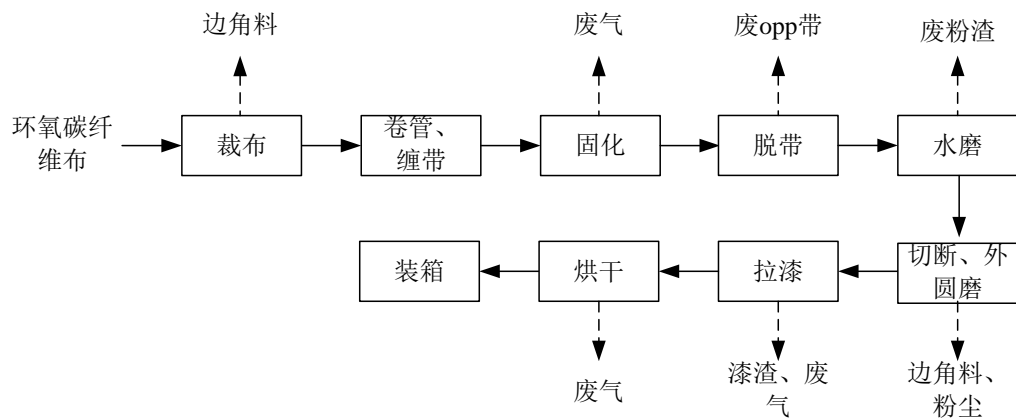 边角料
废气
废opp带
废粉渣
环氧碳纤
维布
裁布
卷管、
缠带
固化
脱带
水磨
装箱
烘干
拉漆
切断、外
圆磨
废气
漆渣、废
气
边角料、
粉尘